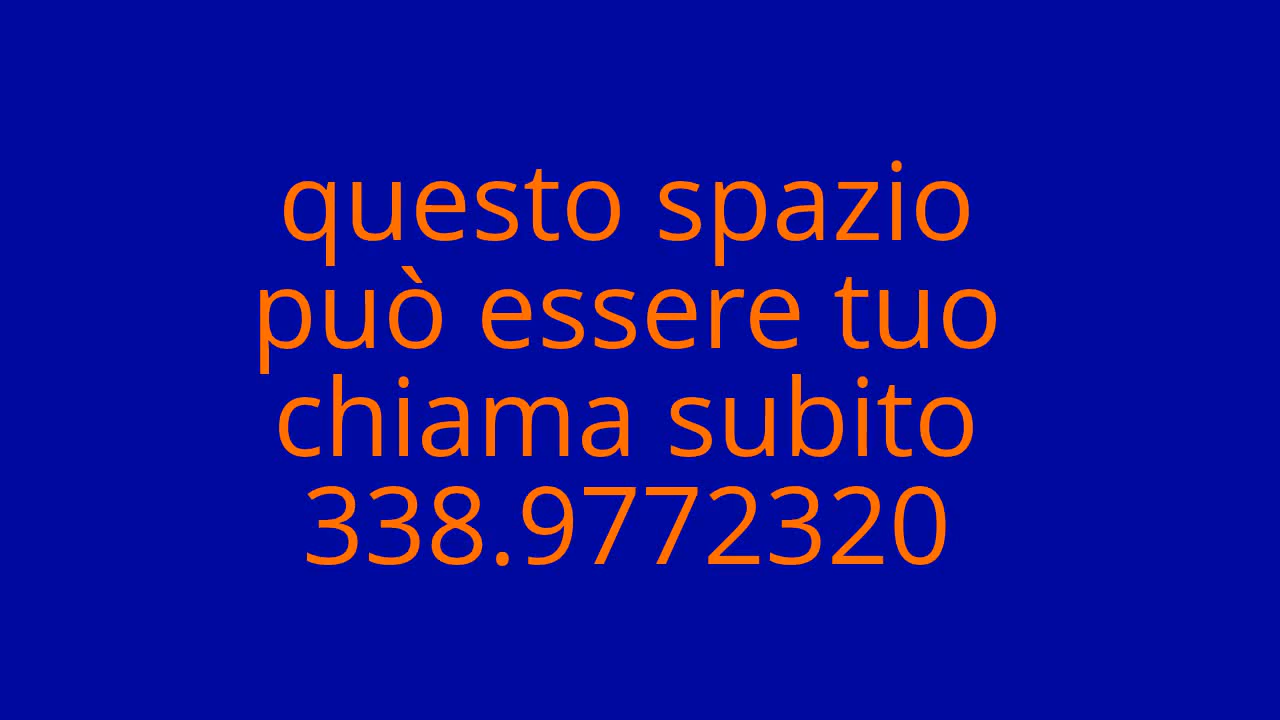 questo spazio
può essere tuo
chiama subito
338.9772320